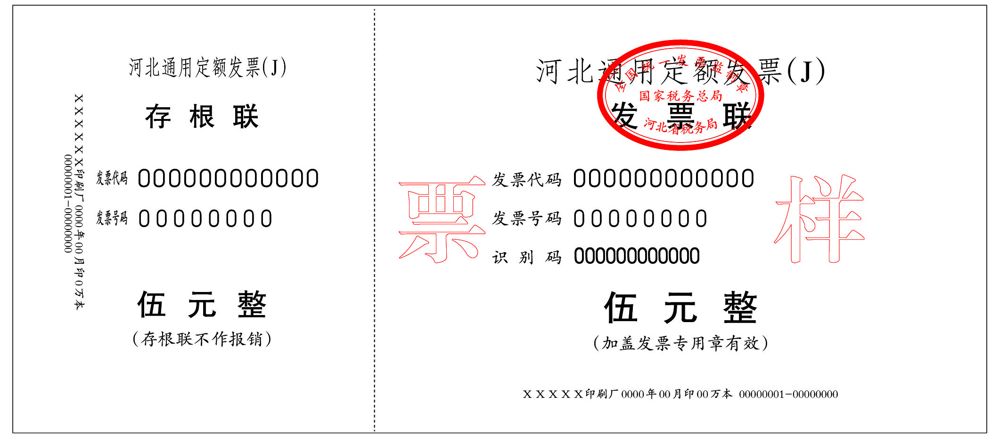 河北通用定额发票(J)
存根联
发票代码 000000000000
发票号码 00000000
伍元整
(存根联不作报销)
XXXXXX印刷厂0000年00月印0万本
00000001-00000000
河北通用定额发票(J)
全国统一发票监制章
国家税务总局
河北省税务局
发票联
发票代码 000000000000
发票号码 00000000
识别码 000000000000
票样
伍元整
(加盖发票专用章有效)
XXXXX印刷厂0000年00月印00万本 00000001-00000000